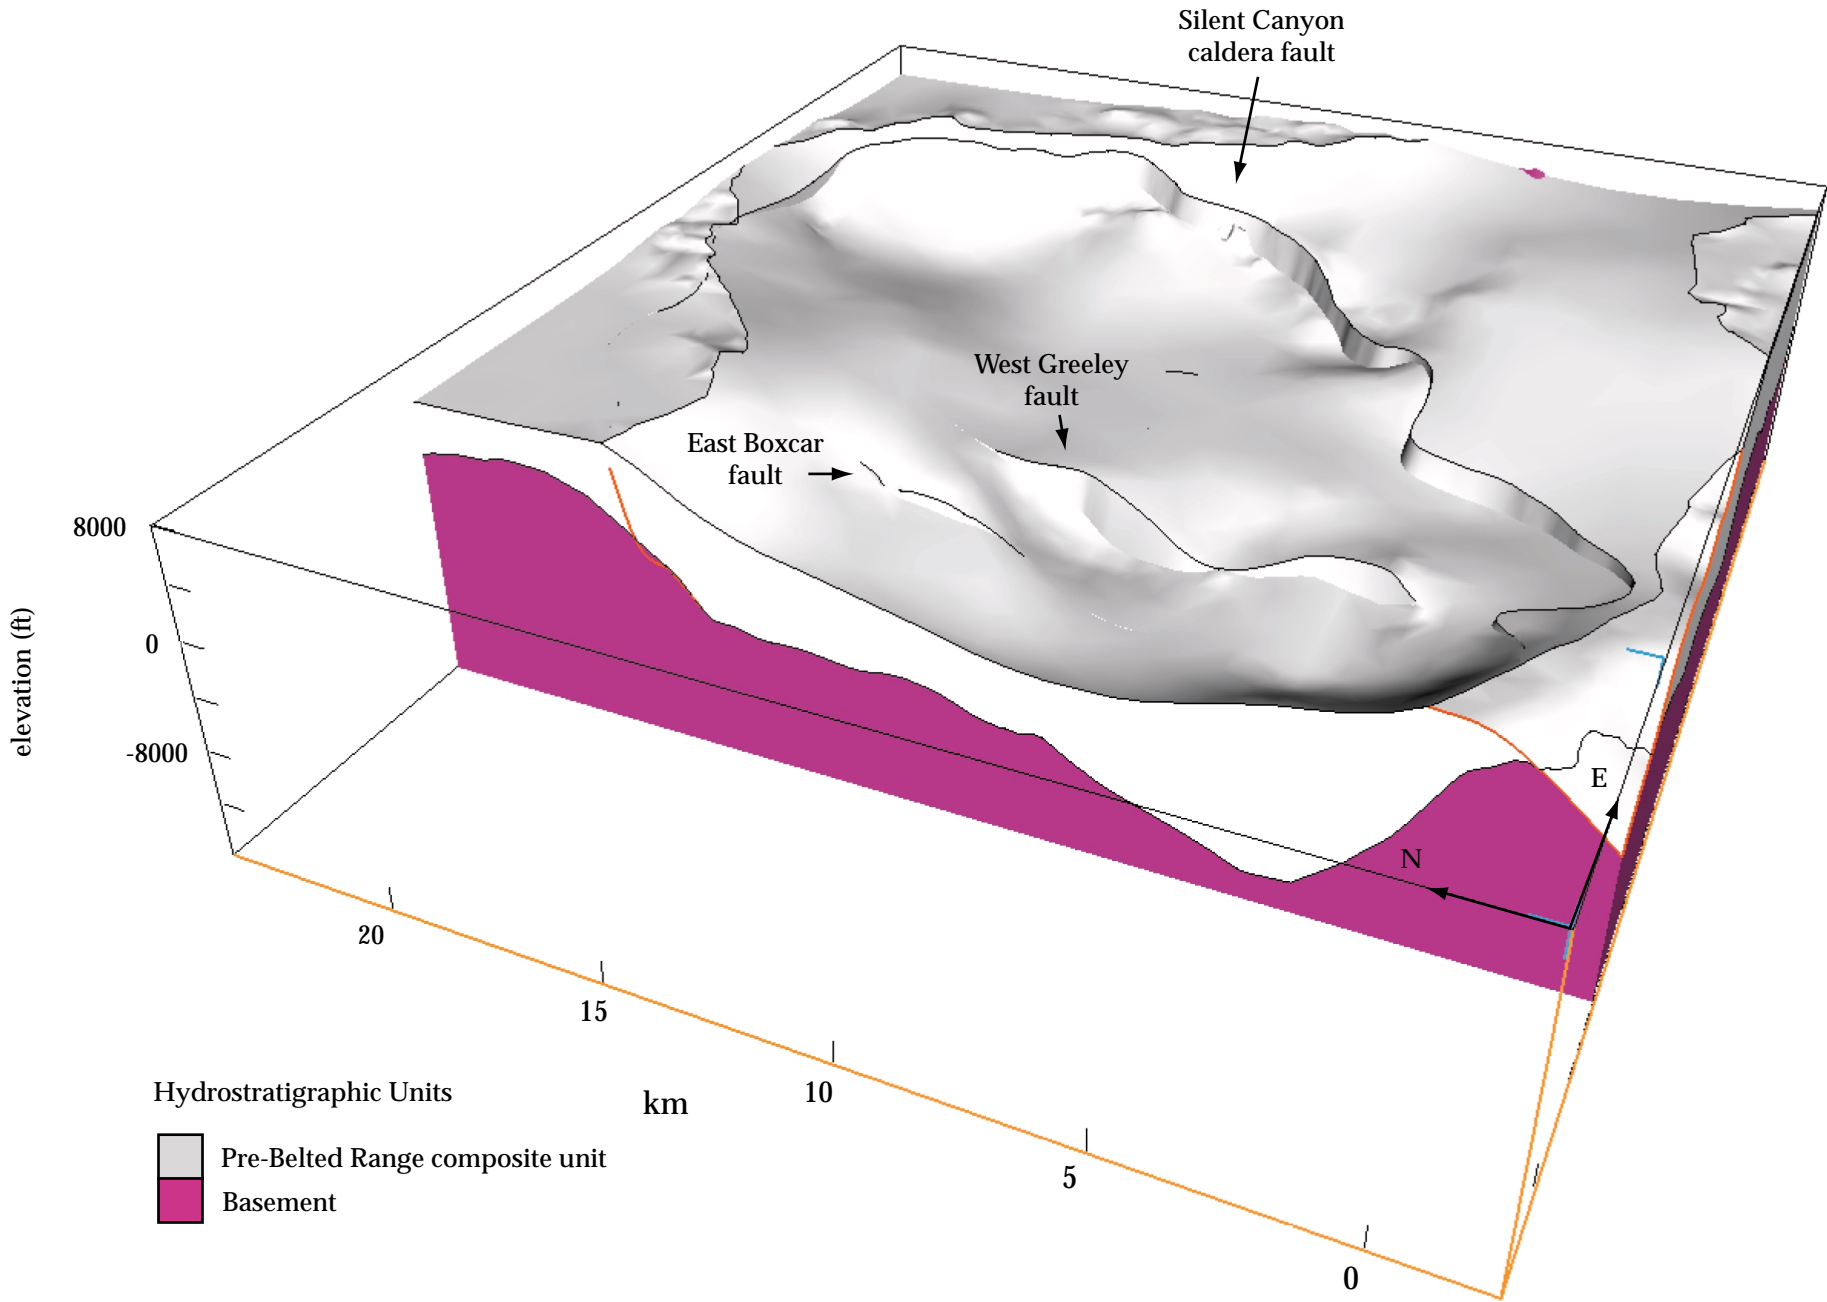 Silent Canyon
caldera fault
West Greeley
fault
East Boxcar
fault
8000
0
-8000
elevation (ft)
E
N
20
15
10
5
0
km
Hydrostratigraphic Units
Pre-Belted Range composite unit
Basement